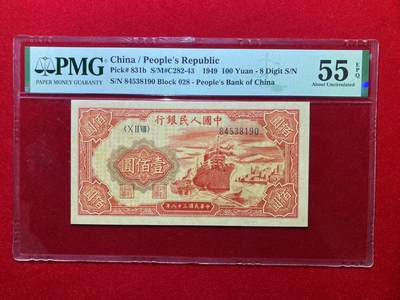 PMG
PAPER MONEY GUARANTY
China / People's Republic
Pick# 831b S/M#C282-43 1949 100 Yuan - 8 Digit S/N
S/N 84538190 Block 028 - People's Bank of China
55 EPQ
About Uncirculated
行銀民人國中
84538190
圓佰壹
年八十三國民華中